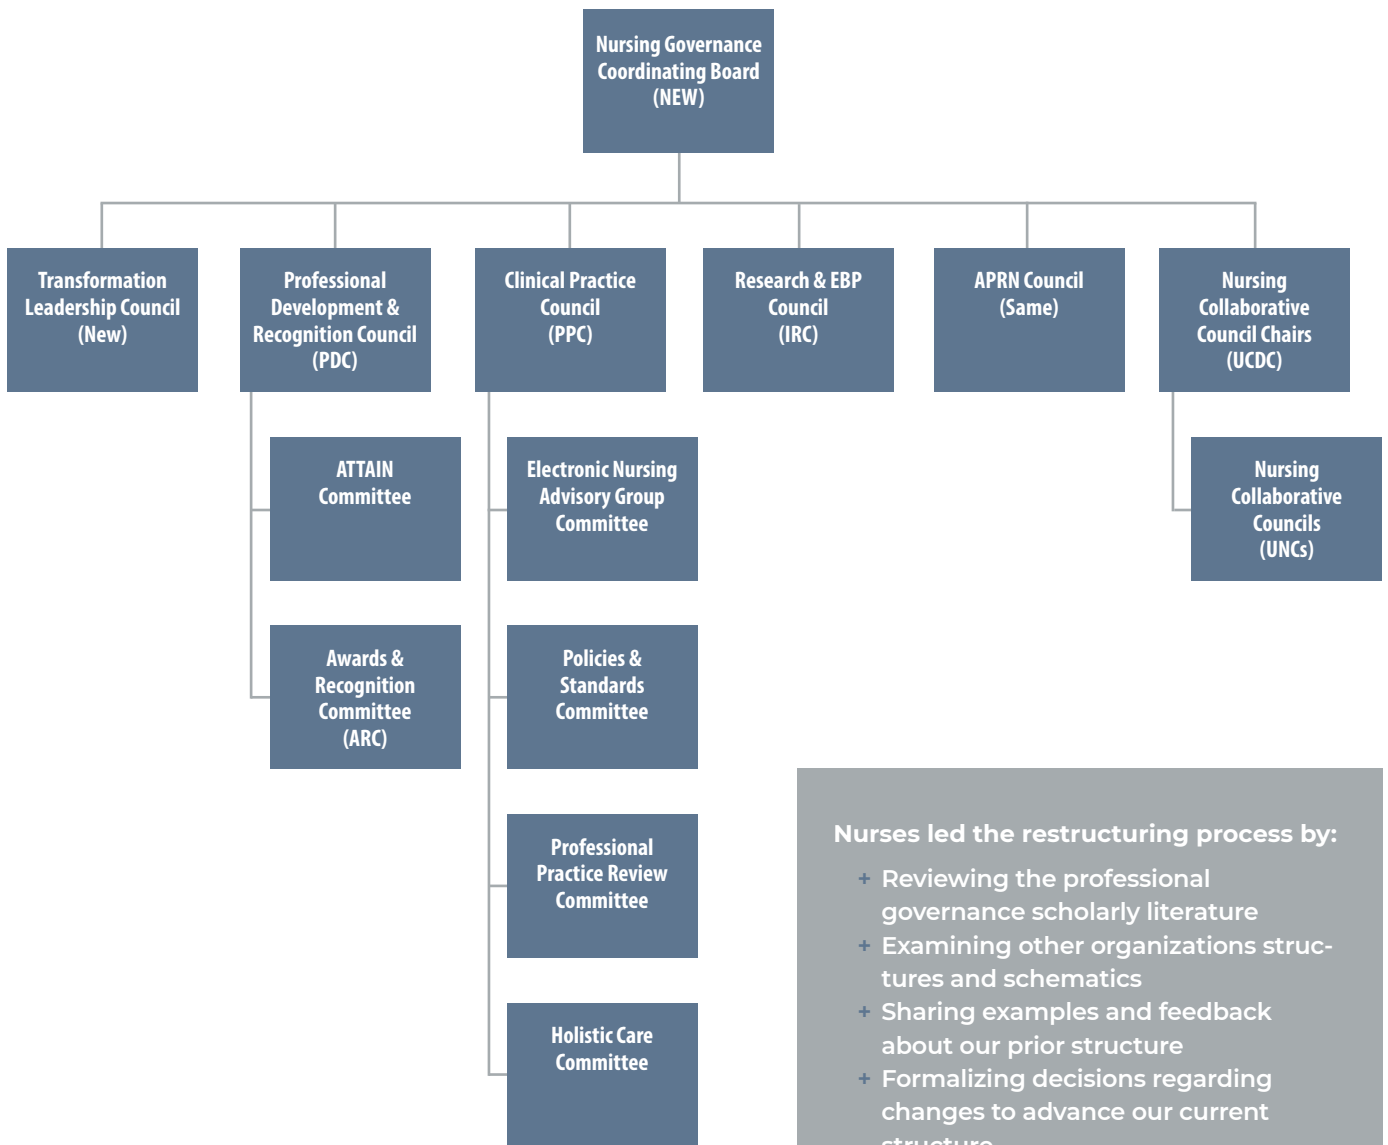 Nursing Governance
Coordinating Board
(NEW)
Transformation
Leadership Council
(New)
Professional
Development &
Recognition Council
(PDC)
Clinical Practice
Council
(PPC)
Research & EBP
Council
(IRC)
APRN Council
(Same)
Nursing
Collaborative
Council Chairs
(UCDC)
ATTAIN
Committee
Awards &
Recognition
Committee
(ARC)
Electronic Nursing
Advisory Group
Committee
Policies &
Standards
Committee
Professional
Practice Review
Committee
Holistic Care
Committee
Nursing
Collaborative
Councils
(UNCs)
Nurses led the restructuring process by:
+ Reviewing the professional
governance scholarly literature
+ Examining other organizations struc-
tures and schematics
+ Sharing examples and feedback
about our prior structure
+ Formalizing decisions regarding
changes to advance our current
structure